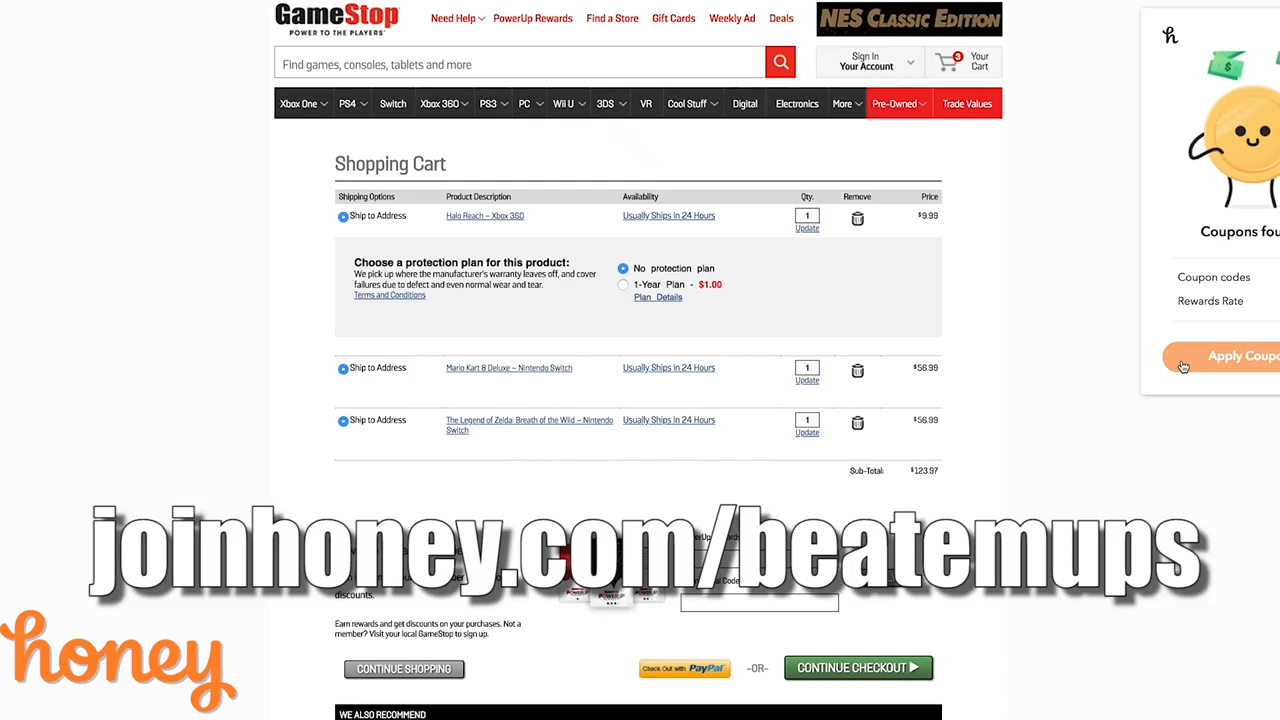 GameStop
POWER TO THE PLAYERS
Need Help PowerUp Rewards Find a Store Gift Cards Weekly Ad Deals
NES CLASSIC EDITION
Find games, consoles, tablets and more
Sign In
Your Account
3
Your
Cart
Xbox One PS4 Switch Xbox 360 PS3 PC Wii U 3DS VR Cool Stuff Digital Electronics More Pre-Owned Trade Values
h
Shopping Cart
Shipping Options Product Description Availability Qty. Remove Price
Ship to Address Halo Reach – Xbox 360 Usually Ships in 24 Hours 1 $9.99
Update
Choose a protection plan for this product:
We pick up where the manufacturer's warranty leaves off, and cover
failures due to defect and even normal wear and tear.
Terms and Conditions
No protection plan
1-Year Plan - $1.00
Plan Details
Coupons fou
Coupon codes
Rewards Rate
Apply Coupo
Ship to Address Mario Kart 8 Deluxe – Nintendo Switch Usually Ships in 24 Hours 1 $56.99
Update
Ship to Address The Legend of Zelda: Breath of the Wild – Nintendo Usually Ships in 24 Hours 1 $56.99
Switch
Update
Sub-Total: $123.97
joinhoney.com/beatemups
discounts.
Earn rewards and get discounts on your purchases. Not a
member? Visit your local GameStop to sign up.
honey
CONTINUE SHOPPING
Check Out with PayPal
-OR-
CONTINUE CHECKOUT
WE ALSO RECOMMEND